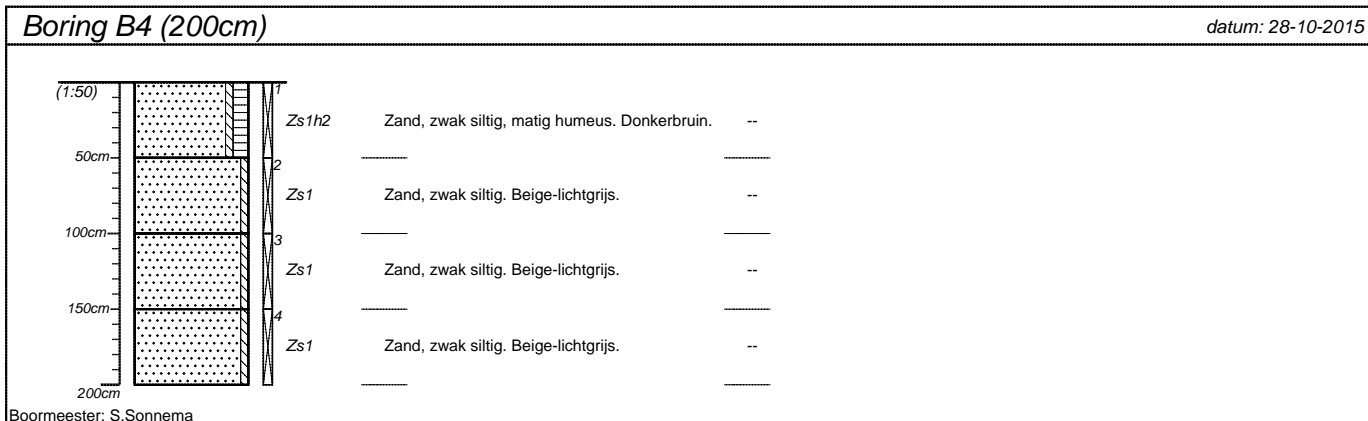 Boring B4 (200cm) datum: 28-10-2015
(1:50) 1
Zs1h2 Zand, zwak siltig, matig humeus. Donkerbruin. --
50cm
2
Zs1 Zand, zwak siltig. Beige-lichtgrijs. --
100cm
3
Zs1 Zand, zwak siltig. Beige-lichtgrijs. --
150cm
4
Zs1 Zand, zwak siltig. Beige-lichtgrijs. --
200cm
Boormeester: S.Sonnema